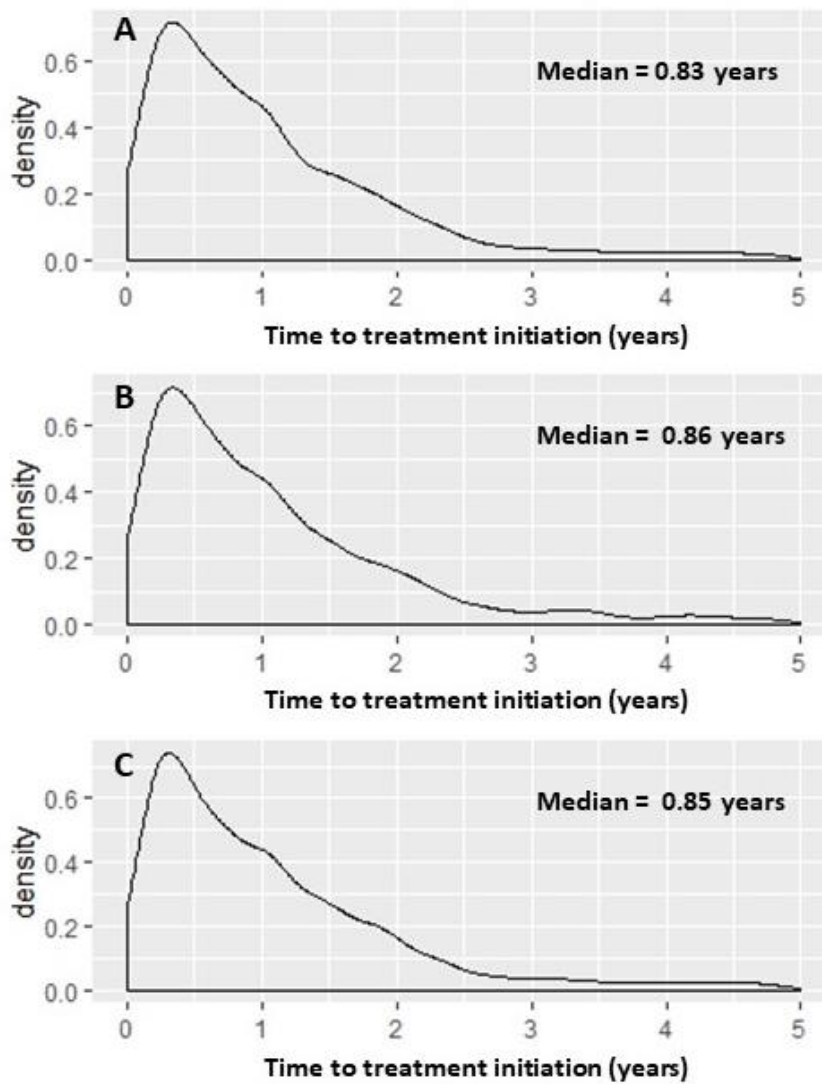 A
Median = 0.83 years
density
0.6
0.4
0.2
0.0
0 1 2 3 4 5
Time to treatment initiation (years)
B
Median = 0.86 years
density
0.6
0.4
0.2
0.0
0 1 2 3 4 5
Time to treatment initiation (years)
C
Median = 0.85 years
density
0.6
0.4
0.2
0.0
0 1 2 3 4 5
Time to treatment initiation (years)